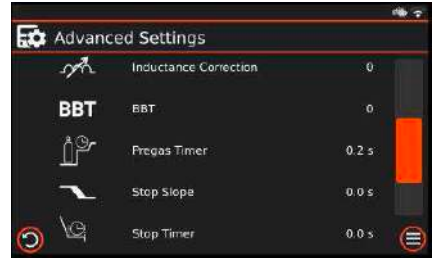 Advanced Settings
Inductance Correction 0
BBT BBT 0
Pregas Timer 0.2 s
Stop Slope 0.0 s
Stop Timer 0.0 s